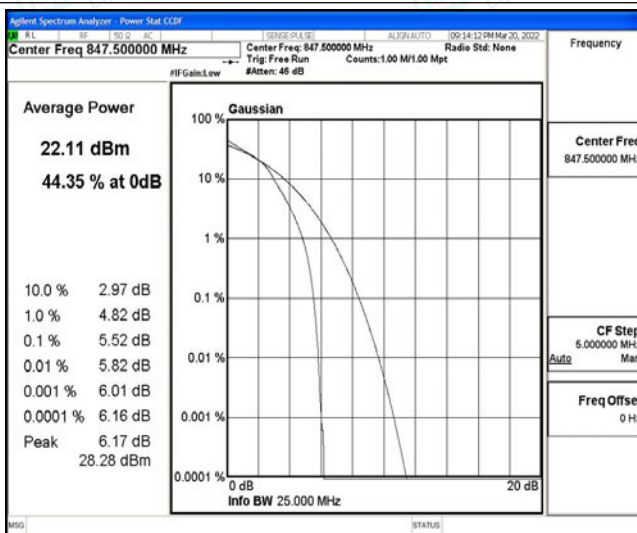 Agilent Spectrum Analyzer - Power Stat CCDF
RL RF 50 Ω AC SENSE:PULSE ALIGN AUTO 09:14:12 PM Mar 20, 2022
Center Freq 847.500000 MHz
Center Freq: 847.500000 MHz Radio Std: None
Trig: Free Run Counts:1.00 M/1.00 Mpt
#IFGain:Low #Atten: 46 dB
Frequency
Average Power
22.11 dBm
44.35 % at 0dB
10.0 % 2.97 dB
1.0 % 4.82 dB
0.1 % 5.52 dB
0.01 % 5.82 dB
0.001 % 6.01 dB
0.0001 % 6.16 dB
Peak 6.17 dB
28.28 dBm
Gaussian
100 %
10 %
1 %
0.1 %
0.01 %
0.001 %
0.0001 %
0 dB 20 dB
Info BW 25.000 MHz
Center Freq
847.500000 MHz
CF Step
5.000000 MHz
Auto Man
Freq Offset
0 Hz
MSG STATUS